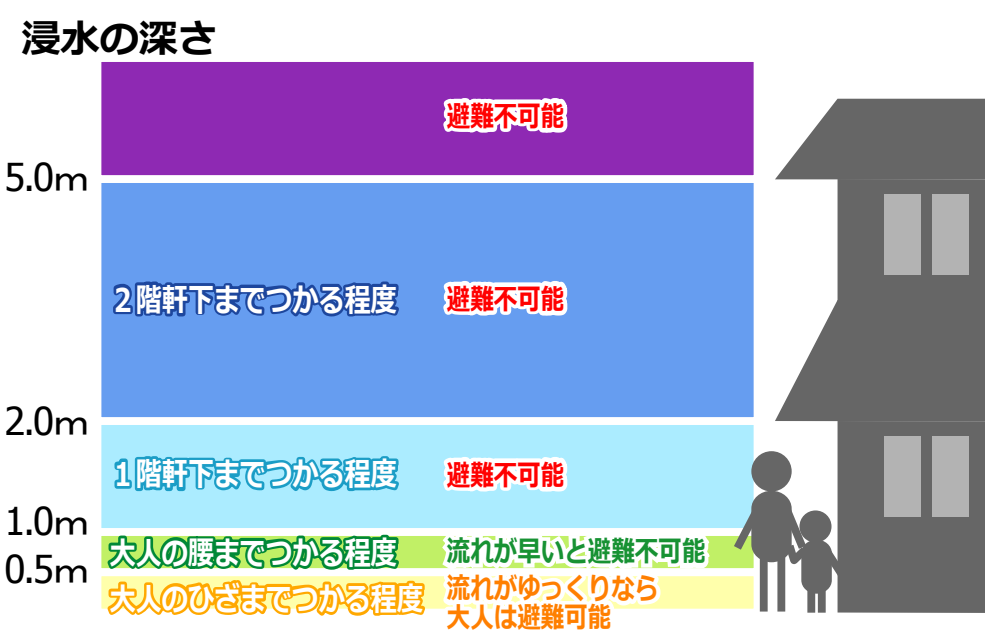 浸水の深さ
避難不可能
5.0m
2階軒下までつかる程度 避難不可能
2.0m
1階軒下までつかる程度 避難不可能
1.0m
大人の腰までつかる程度 流れが早いと避難不可能
0.5m
大人のひざまでつかる程度 流れがゆっくりなら
大人は避難可能